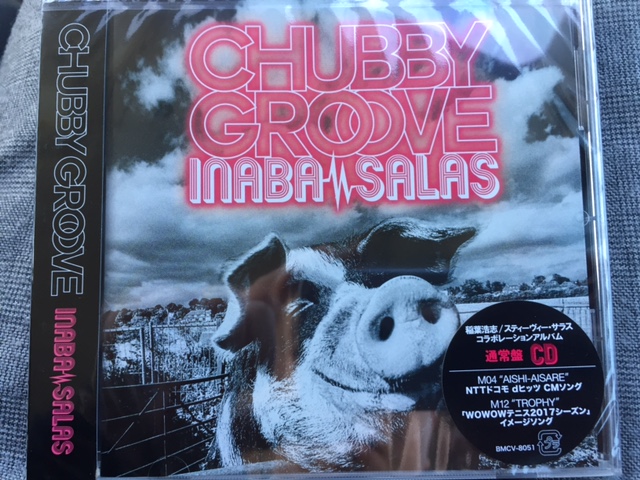 CHUBBY GROOVE INABA SALAS
CHUBBY
GROOVE
INABA SALAS
稲葉浩志/スティーヴィー・サラス
コラボレーションアルバム
通常盤 CD
M04 "AISHI-AISARE"
NTTドコモ dヒッツ CMソング
M12 "TROPHY"
「WOWOWテニス2017シーズン」
イメージソング
BMCV-8051